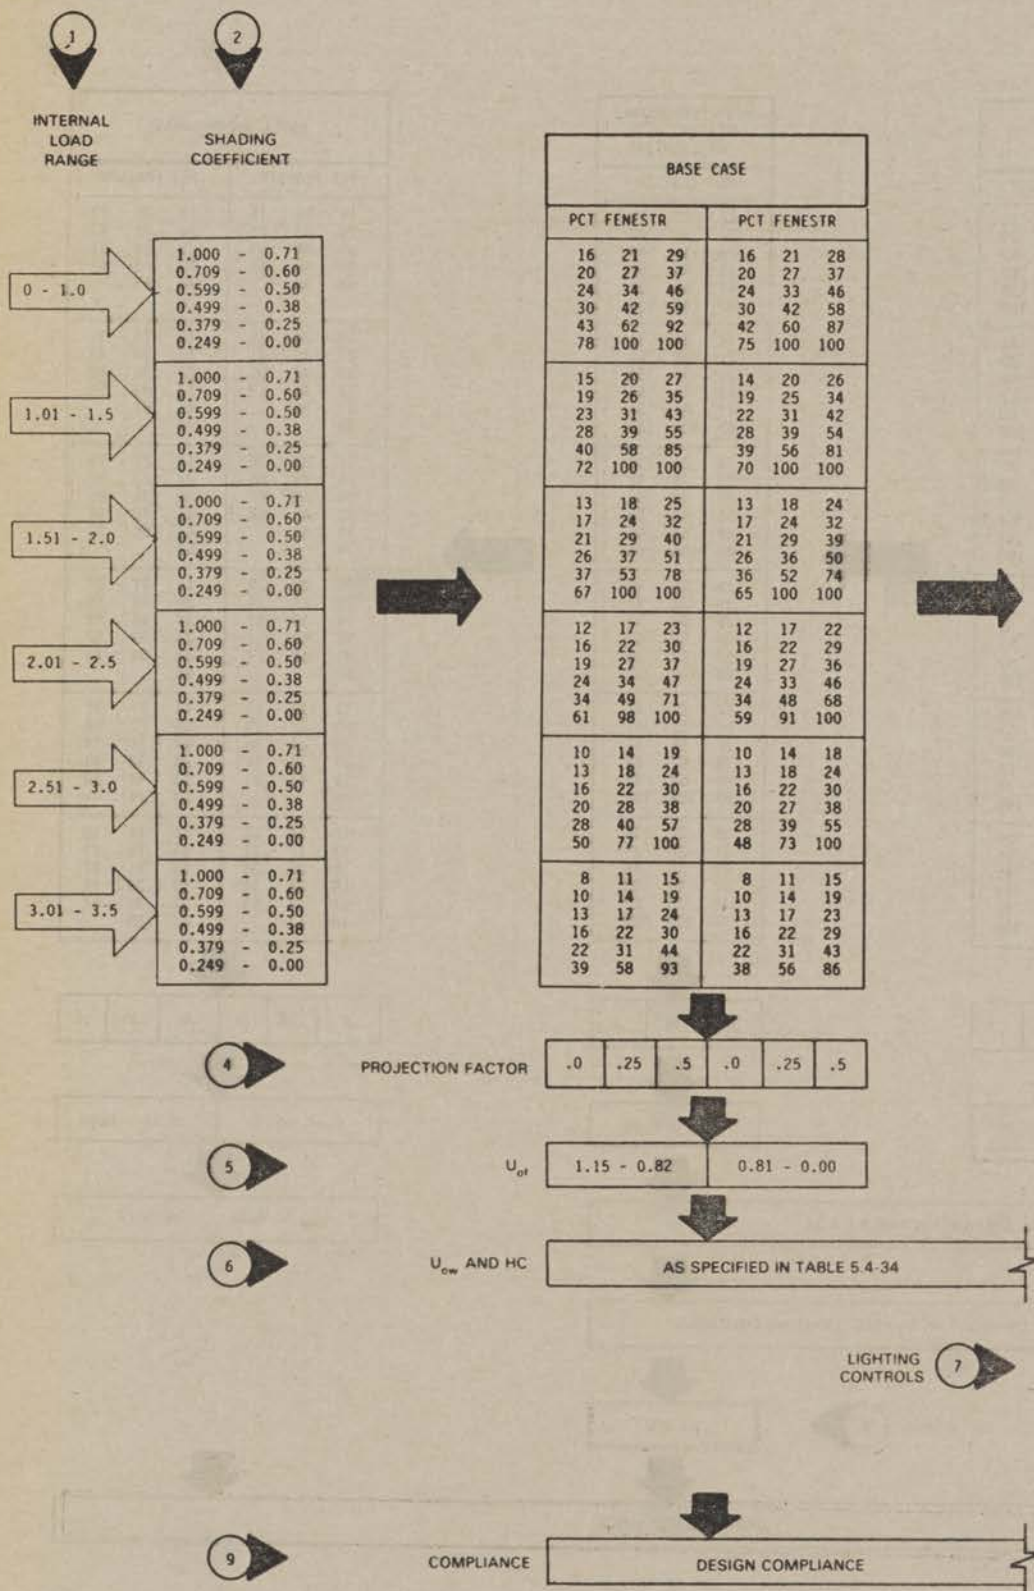 1
2
INTERNAL
LOAD
RANGE
SHADING
COEFFICIENT
BASE CASE
PCT FENESTR PCT FENESTR
0 - 1.0
1.000 - 0.71 16 21 29 16 21 28
0.709 - 0.60 20 27 37 20 27 37
0.599 - 0.50 24 34 46 24 33 46
0.499 - 0.38 30 42 59 30 42 58
0.379 - 0.25 43 62 92 42 60 87
0.249 - 0.00 78 100 100 75 100 100
1.01 - 1.5
1.000 - 0.71 15 20 27 14 20 26
0.709 - 0.60 19 26 35 19 25 34
0.599 - 0.50 23 31 43 22 31 42
0.499 - 0.38 28 39 55 28 39 54
0.379 - 0.25 40 58 85 39 56 81
0.249 - 0.00 72 100 100 70 100 100
1.51 - 2.0
1.000 - 0.71 13 18 25 13 18 24
0.709 - 0.60 17 24 32 17 24 32
0.599 - 0.50 21 29 40 21 29 39
0.499 - 0.38 26 37 51 26 36 50
0.379 - 0.25 37 53 78 36 52 74
0.249 - 0.00 67 100 100 65 100 100
2.01 - 2.5
1.000 - 0.71 12 17 23 12 17 22
0.709 - 0.60 16 22 30 16 22 29
0.599 - 0.50 19 27 37 19 27 36
0.499 - 0.38 24 34 47 24 33 46
0.379 - 0.25 34 49 71 34 48 68
0.249 - 0.00 61 98 100 59 91 100
2.51 - 3.0
1.000 - 0.71 10 14 19 10 14 18
0.709 - 0.60 13 18 24 13 18 24
0.599 - 0.50 16 22 30 16 22 30
0.499 - 0.38 20 28 38 20 27 38
0.379 - 0.25 28 40 57 28 39 55
0.249 - 0.00 50 77 100 48 73 100
3.01 - 3.5
1.000 - 0.71 8 11 15 8 11 15
0.709 - 0.60 10 14 19 10 14 19
0.599 - 0.50 13 17 24 13 17 23
0.499 - 0.38 16 22 30 16 22 29
0.379 - 0.25 22 31 44 22 31 43
0.249 - 0.00 39 58 93 38 56 86
4 PROJECTION FACTOR .0 .25 .5 .0 .25 .5
5 Uof 1.15 - 0.82 0.81 - 0.00
6 Uow AND HC AS SPECIFIED IN TABLE 5.4-34
LIGHTING
CONTROLS 7
9 COMPLIANCE DESIGN COMPLIANCE